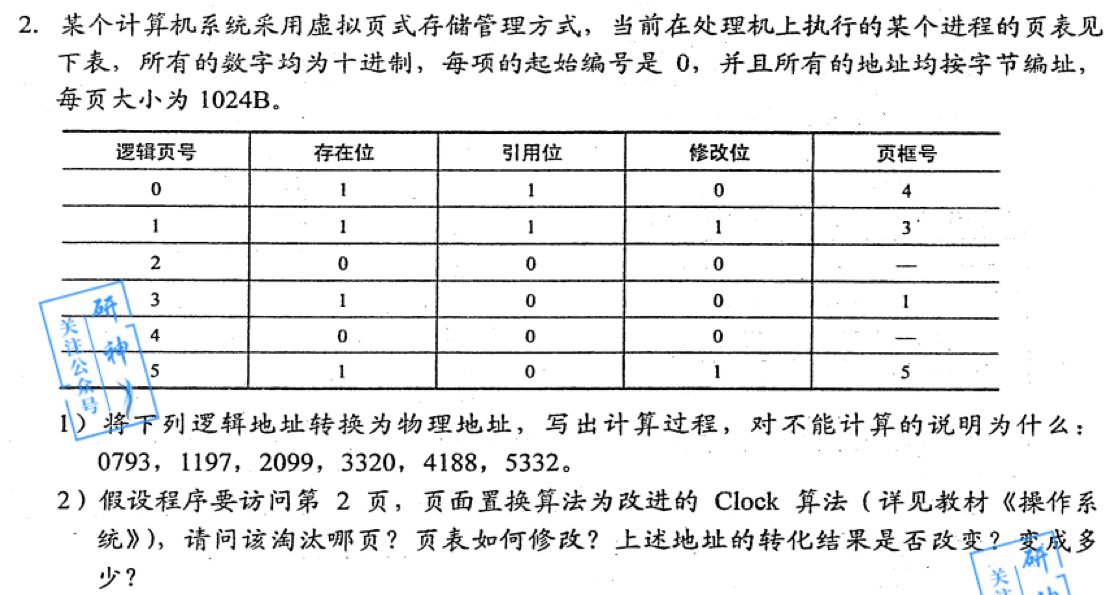 2. 某个计算机系统采用虚拟页式存储管理方式，当前在处理机上执行的某个进程的页表见
下表，所有的数字均为十进制，每项的起始编号是 0，并且所有的地址均按字节编址，
每页大小为 1024B。
逻辑页号 存在位 引用位 修改位 页框号
0 1 1 0 4
1 1 1 1 3
2 0 0 0 —
3 1 0 0 1
4 0 0 0 —
5 1 0 1 5
关注公众号
研神
1）将下列逻辑地址转换为物理地址，写出计算过程，对不能计算的说明为什么：
0793，1197，2099，3320，4188，5332。
2）假设程序要访问第 2 页，页面置换算法为改进的 Clock 算法（详见教材《操作系
统》），请问该淘汰哪页？页表如何修改？上述地址的转化结果是否改变？变成多
少？
关
研